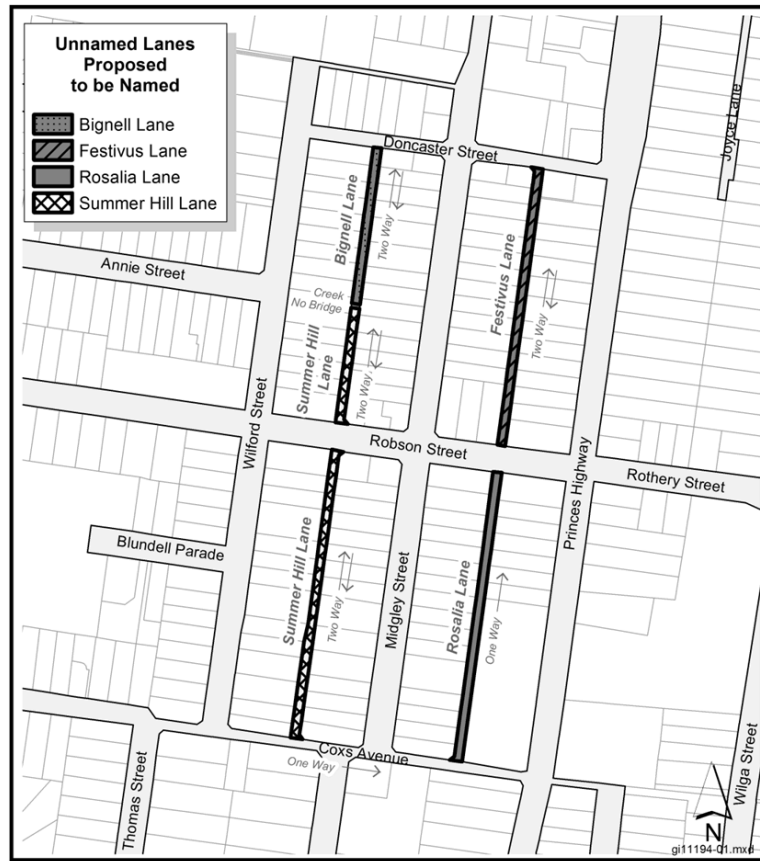 Unnamed Lanes
Proposed
to be Named
Bignell Lane
Festivus Lane
Rosalia Lane
Summer Hill Lane
Joyce Lane
Doncaster Street
Bignell Lane
Two Way
Annie Street
Festivus Lane
Two Way
Creek
No Bridge
Summer Hill
Lane
Two Way
Wilford Street
Robson Street
Princes Highway
Rothery Street
Blundell Parade
Summer Hill Lane
Two Way
Midgley Street
Rosalia Lane
One Way
Coxs Avenue
One Way
Thomas Street
Wilga Street
N
gi11194-01.mxd